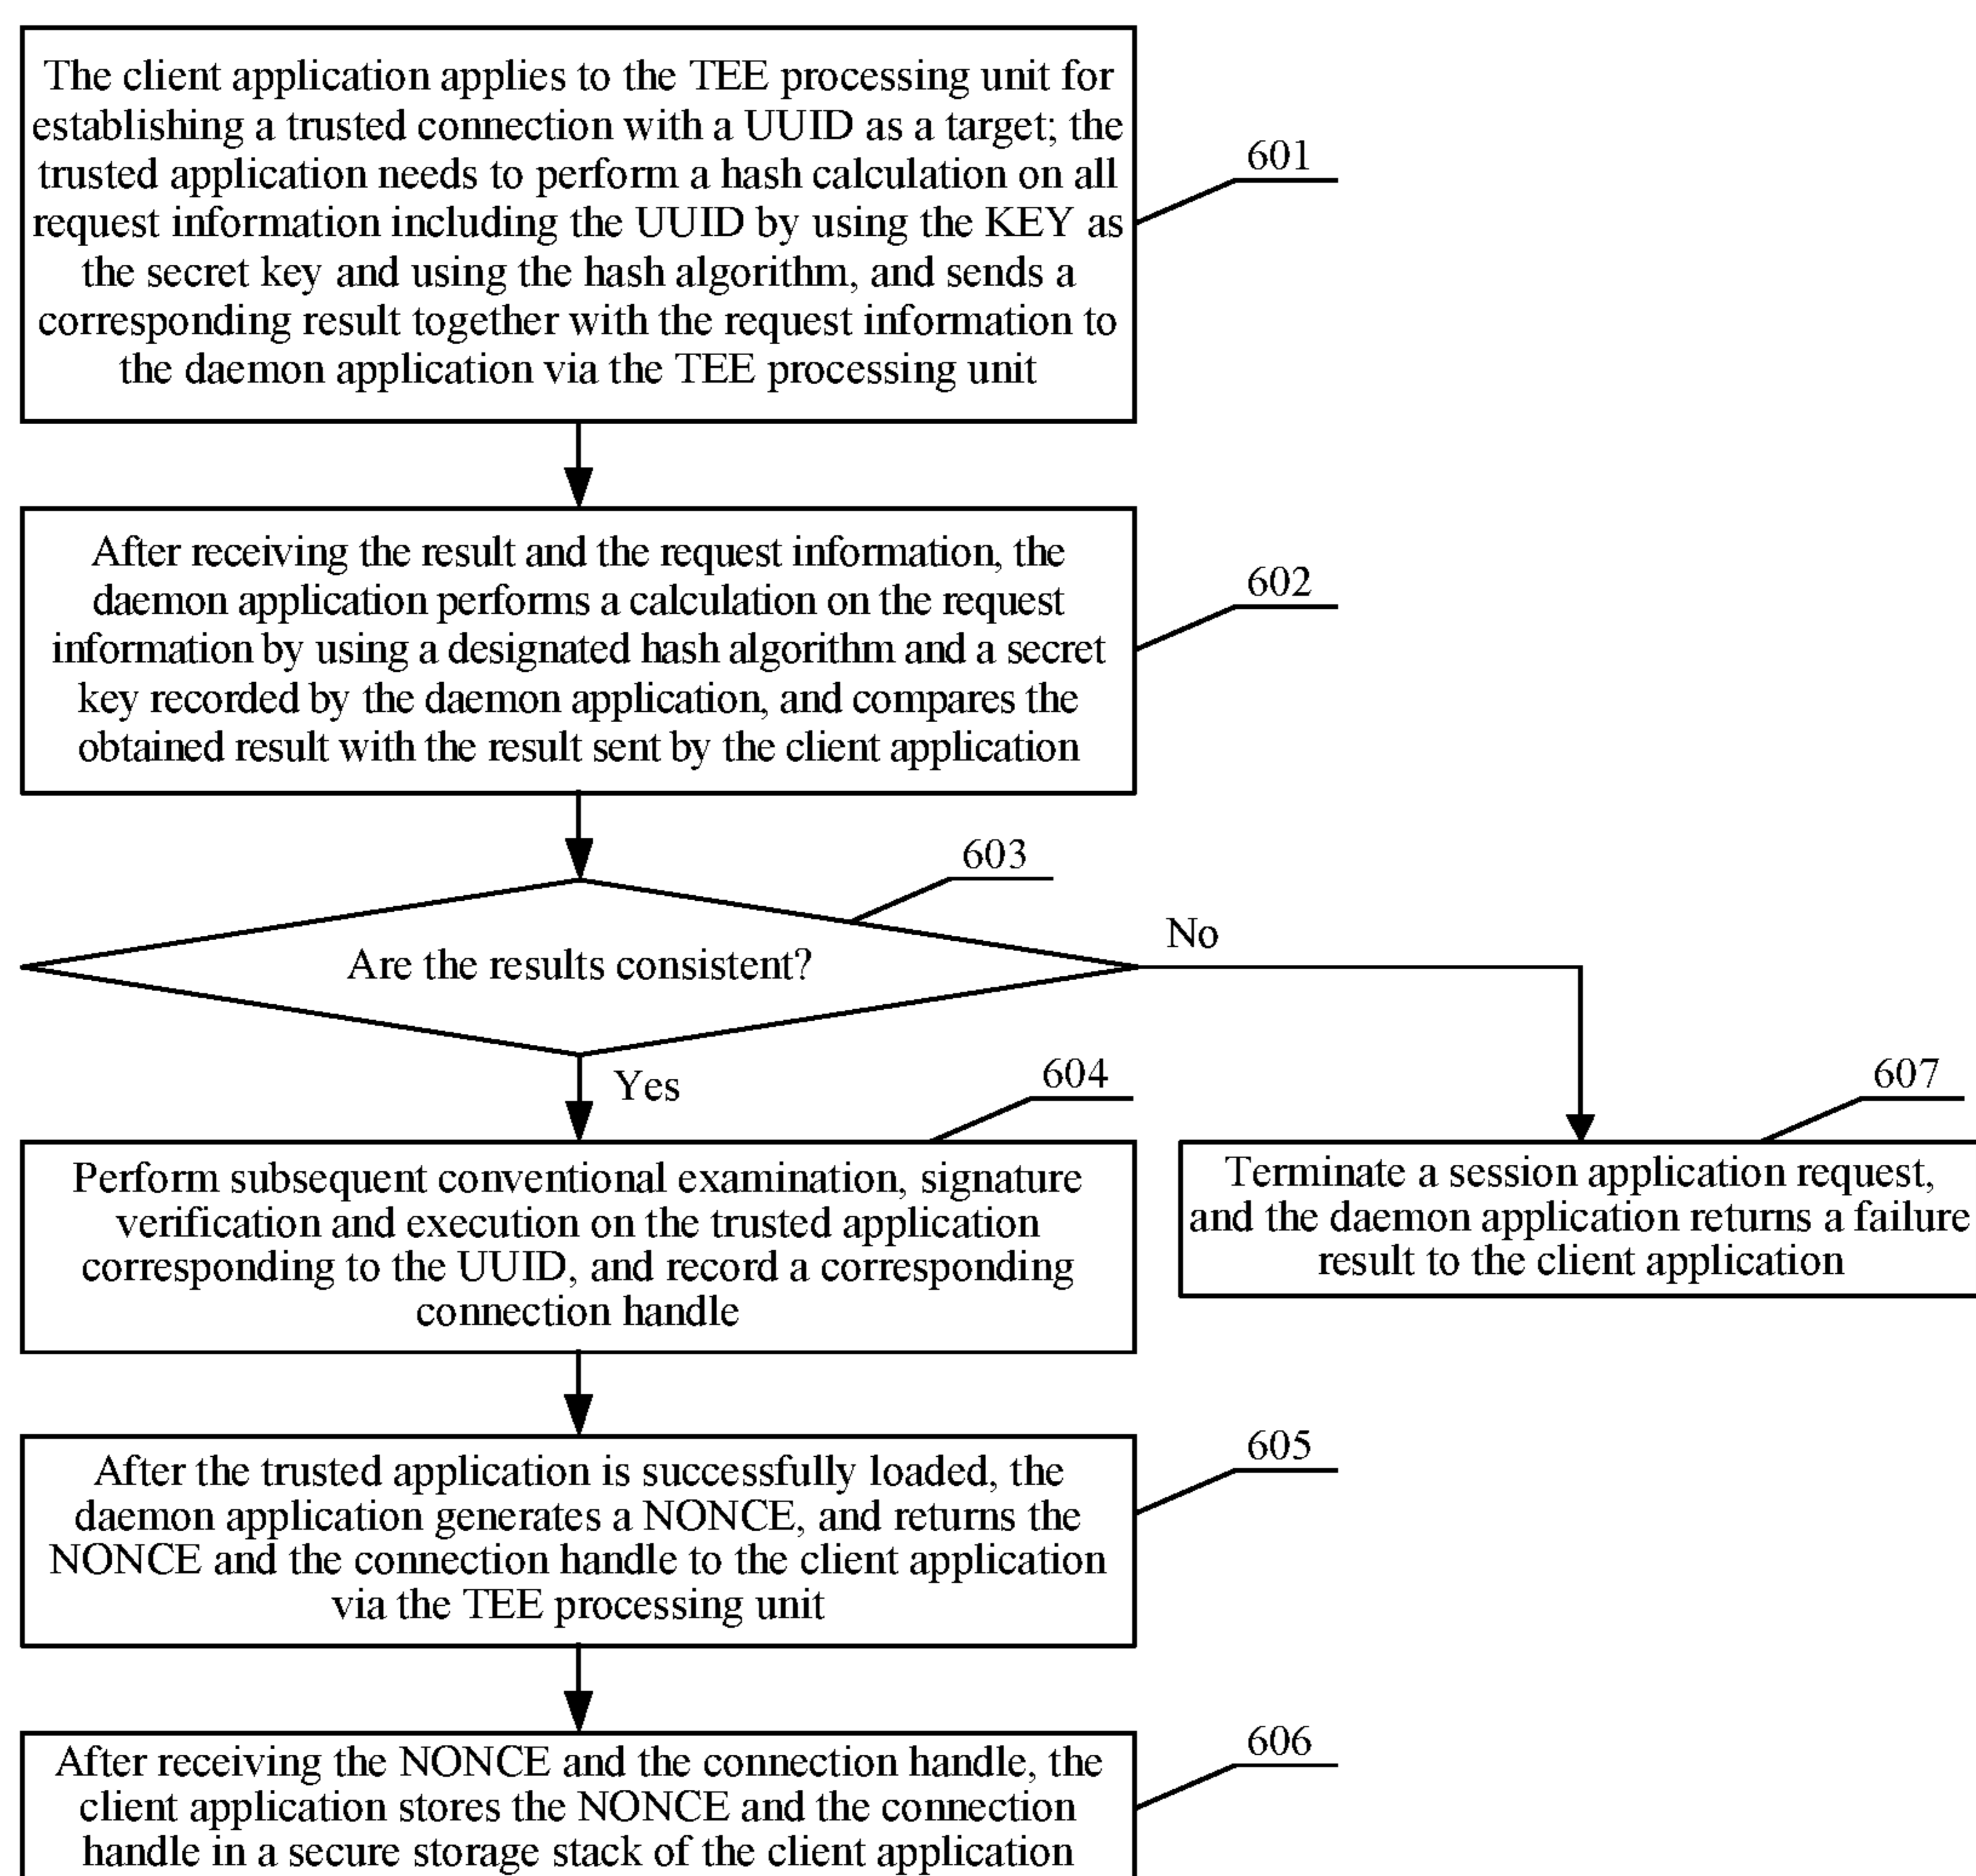 The client application applies to the TEE processing unit for
establishing a trusted connection with a UUID as a target; the
trusted application needs to perform a hash calculation on all
request information including the UUID by using the KEY as
the secret key and using the hash algorithm, and sends a
corresponding result together with the request information to
the daemon application via the TEE processing unit
601
After receiving the result and the request information, the
daemon application performs a calculation on the request
information by using a designated hash algorithm and a secret
key recorded by the daemon application, and compares the
obtained result with the result sent by the client application
602
603
Are the results consistent?
No
Yes
604
Perform subsequent conventional examination, signature
verification and execution on the trusted application
corresponding to the UUID, and record a corresponding
connection handle
607
Terminate a session application request,
and the daemon application returns a failure
result to the client application
After the trusted application is successfully loaded, the
daemon application generates a NONCE, and returns the
NONCE and the connection handle to the client application
via the TEE processing unit
605
After receiving the NONCE and the connection handle, the
client application stores the NONCE and the connection
handle in a secure storage stack of the client application
606